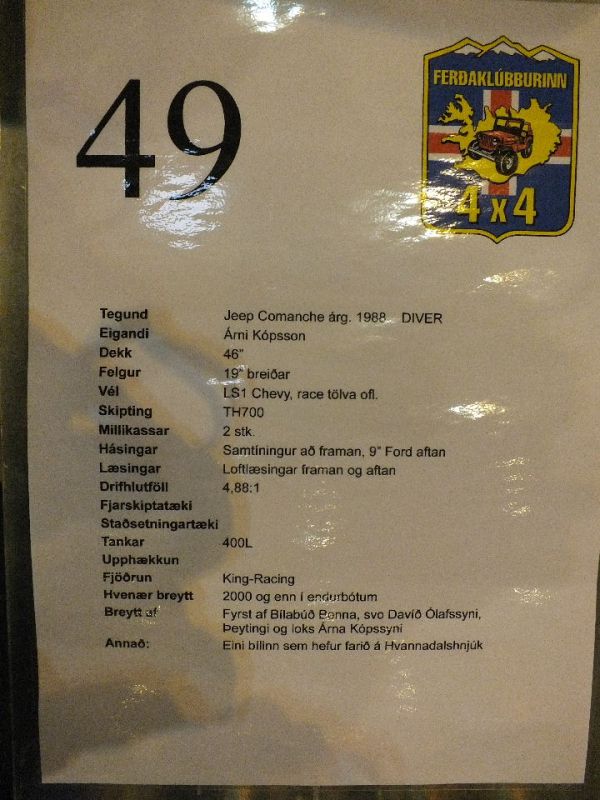 49
FERÐAKLÚBBURINN
4 x 4
Tegund Jeep Comanche árg. 1988 DIVER
Eigandi Árni Kópsson
Dekk 46"
Felgur 19" breiðar
Vél LS1 Chevy, race tölva ofl.
Skipting TH700
Millikassar 2 stk.
Hásingar Samtíningur að framan, 9" Ford aftan
Læsingar Loftlæsingar framan og aftan
Drifhlutföll 4,88:1
Fjarskiptatæki
Staðsetningartæki
Tankar 400L
Upphækkun
Fjöðrun King-Racing
Hvenær breytt 2000 og enn í endurbótum
Breytt af Fyrst af Bílabúð Benna, svo Davíð Ólafssyni,
Þeytingi og loks Árna Kópssyni
Annað: Eini bíllinn sem hefur farið á Hvannadalshnjúk